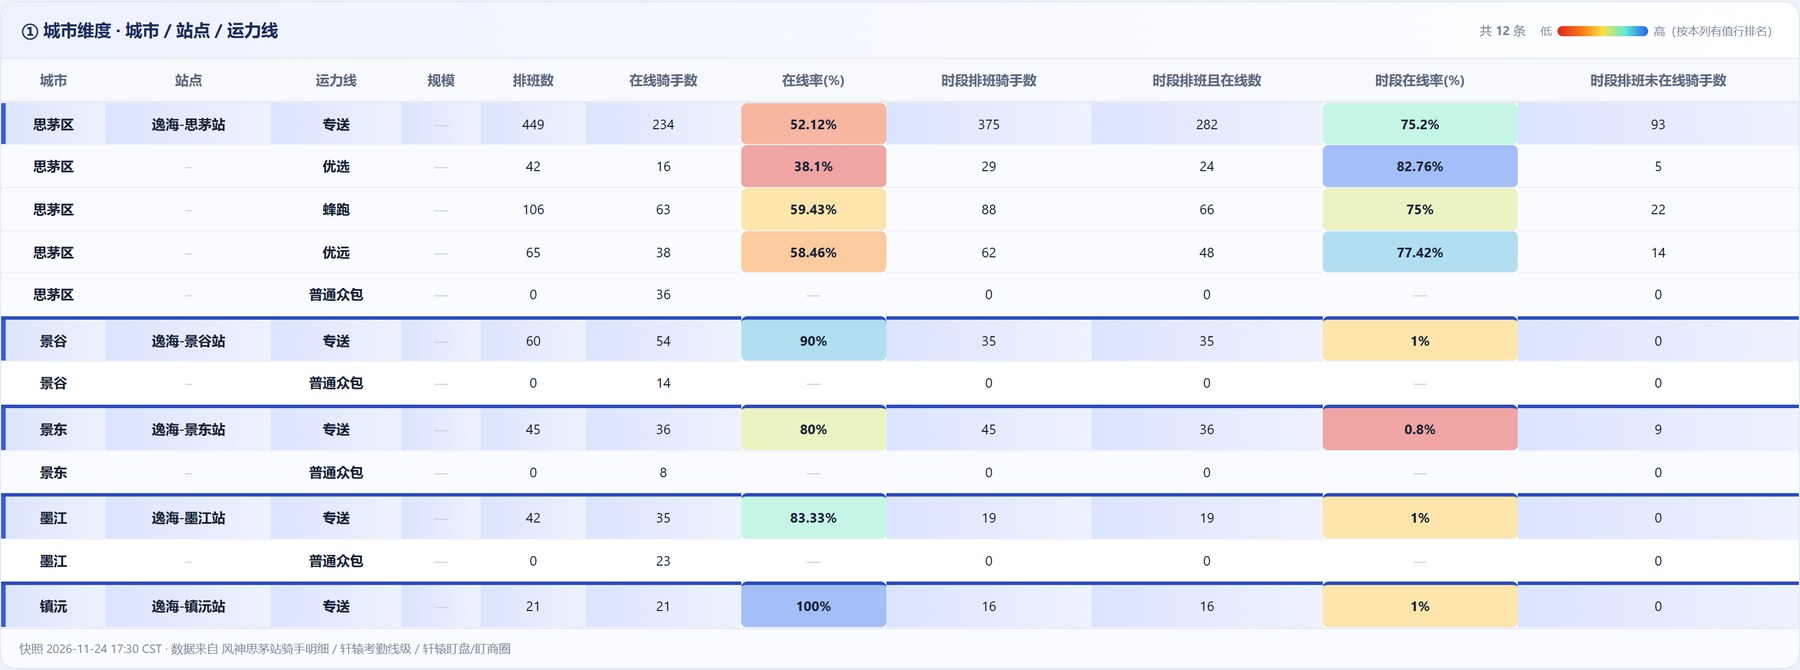 ① 城市维度 · 城市 / 站点 / 运力线
共 12 条 低 高 (按本列有值行排名)
城市 站点 运力线 规模 排班数 在线骑手数 在线率(%) 时段排班骑手数 时段排班且在线数 时段在线率(%) 时段排班未在线骑手数
思茅区 逸海-思茅站 专送 — 449 234 52.12% 375 282 75.2% 93
思茅区 – 优选 — 42 16 38.1% 29 24 82.76% 5
思茅区 – 蜂跑 — 106 63 59.43% 88 66 75% 22
思茅区 – 优远 — 65 38 58.46% 62 48 77.42% 14
思茅区 – 普通众包 — 0 36 — 0 0 — 0
景谷 逸海-景谷站 专送 — 60 54 90% 35 35 1% 0
景谷 – 普通众包 — 0 14 — 0 0 — 0
景东 逸海-景东站 专送 — 45 36 80% 45 36 0.8% 9
景东 – 普通众包 — 0 8 — 0 0 — 0
墨江 逸海-墨江站 专送 — 42 35 83.33% 19 19 1% 0
墨江 – 普通众包 — 0 23 — 0 0 — 0
镇沅 逸海-镇沅站 专送 — 21 21 100% 16 16 1% 0
快照 2026-11-24 17:30 CST · 数据来自 风神思茅站骑手明细 / 轩辕考勤线级 / 轩辕盯盘/盯商圈